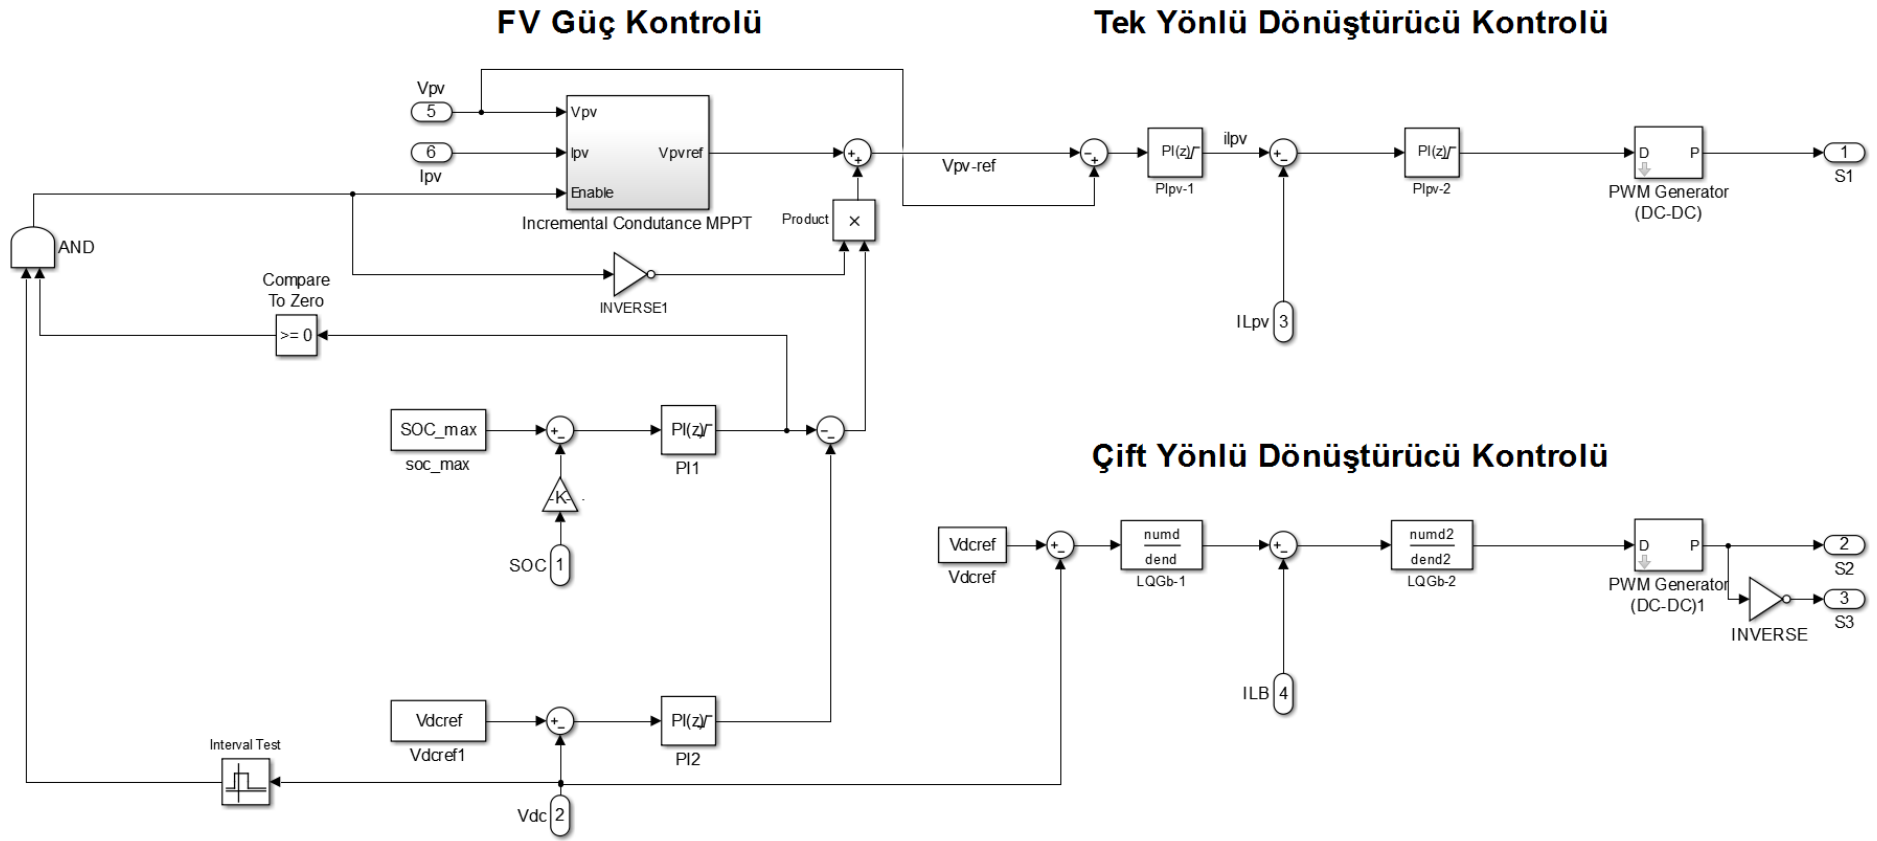 FV Güç Kontrolü
Tek Yönlü Dönüştürücü Kontrolü
Vpv
5
6
Ipv
Vpv
Ipv
Enable
Vpvref
Incremental Condutance MPPT
AND
Compare
To Zero
>= 0
INVERSE1
Product
×
Vpv-ref
PI(z)
PIpv-1
ilpv
ILpv
3
PI(z)
PIpv-2
D
P
PWM Generator
(DC-DC)
1
S1
SOC_max
soc_max
-K-
SOC
1
PI(z)
PI1
Vdcref
Vdcref1
PI(z)
PI2
Interval Test
Vdc
2
Çift Yönlü Dönüştürücü Kontrolü
Vdcref
Vdcref
numd
dend
LQGb-1
ILB
4
numd2
dend2
LQGb-2
D
P
PWM Generator
(DC-DC)1
INVERSE
2
S2
3
S3